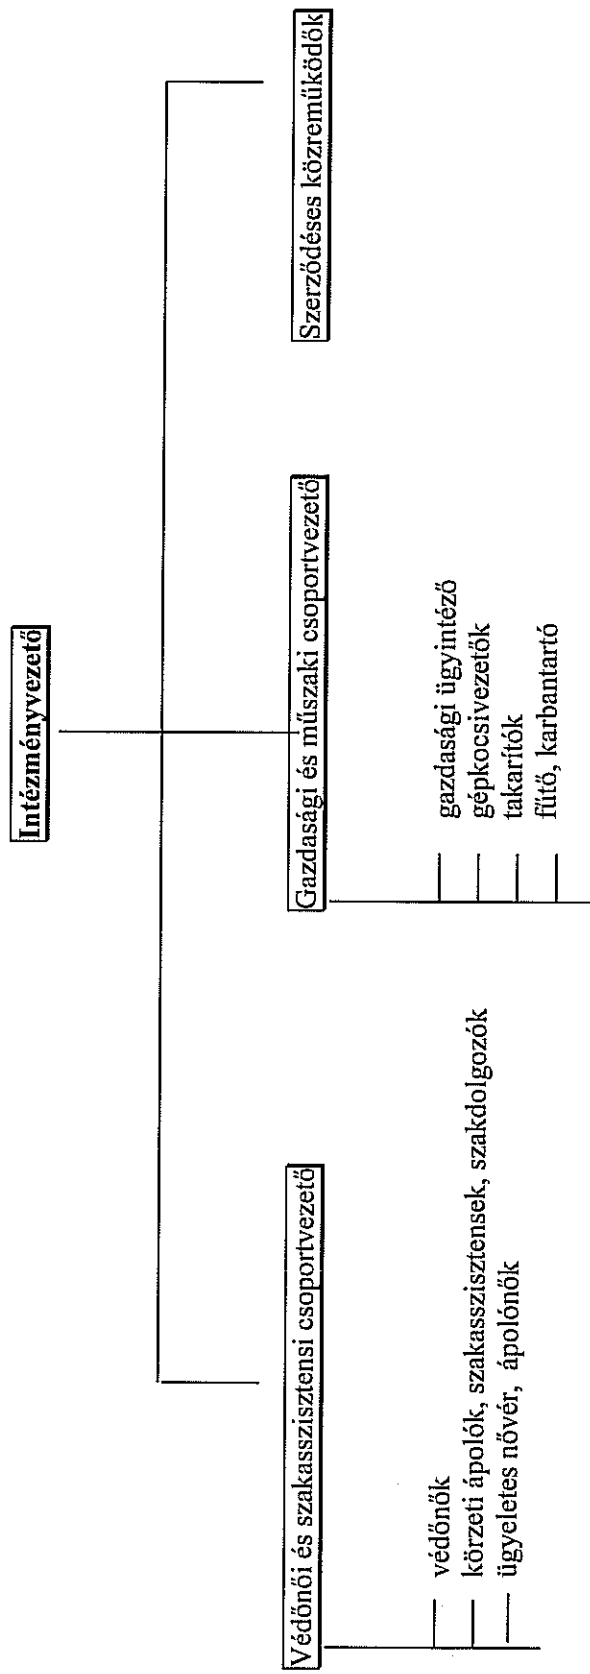 Intézményvezető
Védőnői és szakasszisztensi csoportvezető
védőnők
körzeti ápolók, szakasszisztensek, szakdolgozók
ügyeletes nővér, ápolónők
Gazdasági és műszaki csoportvezető
gazdasági ügyintéző
gépkocsivezetők
takarítók
fűtő, karbantartó
Szerződéses közreműködők